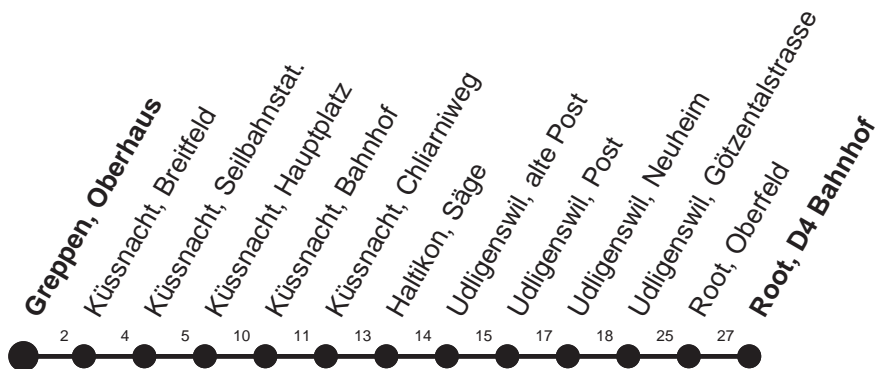 Greppen, Oberhaus
Küssnacht, Breitfeld
Küssnacht, Seilbahnstat.
Küssnacht, Hauptplatz
Küssnacht, Bahnhof
Küssnacht, Chliarniweg
Haltikon, Säge
Udligenswil, alte Post
Udligenswil, Post
Udligenswil, Neuheim
Udligenswil, Götzentalstrasse
Root, Oberfeld
Root, D4 Bahnhof
2 4 5 10 11 13 14 15 17 18 25 27